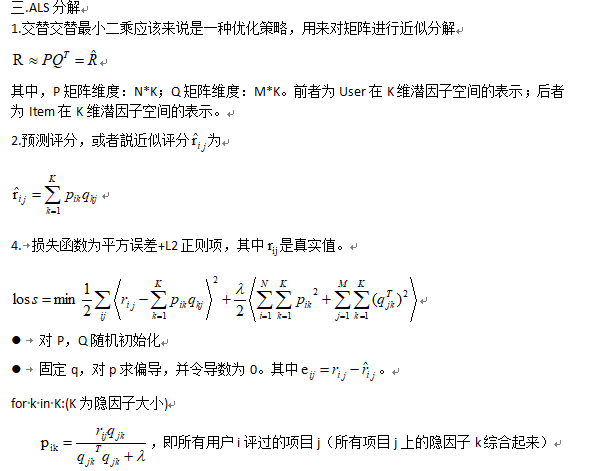 三.ALS 分解
1.交替交替最小二乘应该来说是一种优化策略，用来对矩阵进行近似分解
R ≈ PQ^T = R̂
其中，P 矩阵维度：N*K；Q 矩阵维度：M*K。前者为 User 在 K 维潜因子空间的表示；后者
为 Item 在 K 维潜因子空间的表示。
2.预测评分，或者説近似评分 r̂_{ij} 为
r̂_{ij} = \sum_{k=1}^{K} p_{ik} q_{kj}
4.→损失函数为平方误差+L2 正则项，其中 r_{ij} 是真实值。
loss = min \frac{1}{2} \sum_{ij} \left\langle r_{ij} - \sum_{k=1}^{K} p_{ik} q_{kj} \right\rangle^2 + \frac{λ}{2} \left\langle \sum_{i=1}^{N} \sum_{k=1}^{K} p_{ik}^2 + \sum_{j=1}^{M} \sum_{k=1}^{K} (q_{jk}^T)^2 \right\rangle
●→ 对 P，Q 随机初始化
●→ 固定 q，对 p 求偏导，并令导数为 0。其中 e_{ij} = r_{ij} - r̂_{ij}。
for·k·in·K:(K 为隐因子大小)
p_{ik} = \frac{r_{ij} q_{jk}}{q_{jk}^T q_{jk} + λ}，即所有用户 i 评过的项目 j（所有项目 j 上的隐因子 k 综合起来）